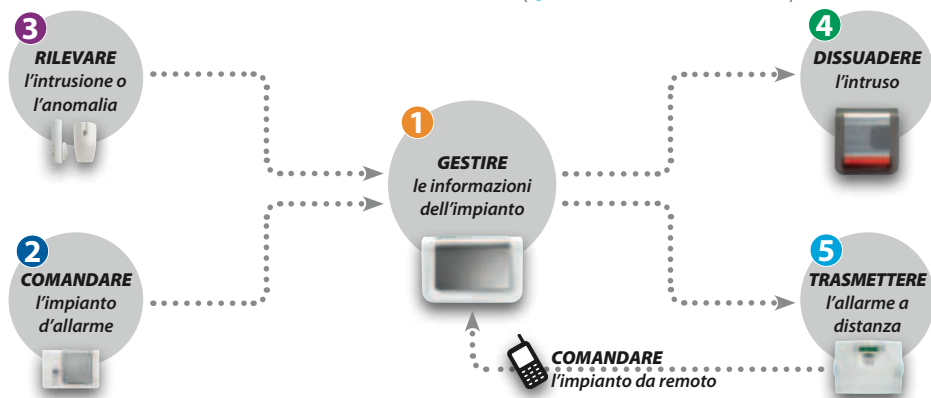 3
RILEVARE
l'intrusione o
l'anomalia
4
DISSUADERE
l'intruso
1
GESTIRE
le informazioni
dell'impianto
2
COMANDARE
l'impianto
d'allarme
5
TRASMETTERE
l'allarme a
distanza
COMANDARE
l'impianto da remoto